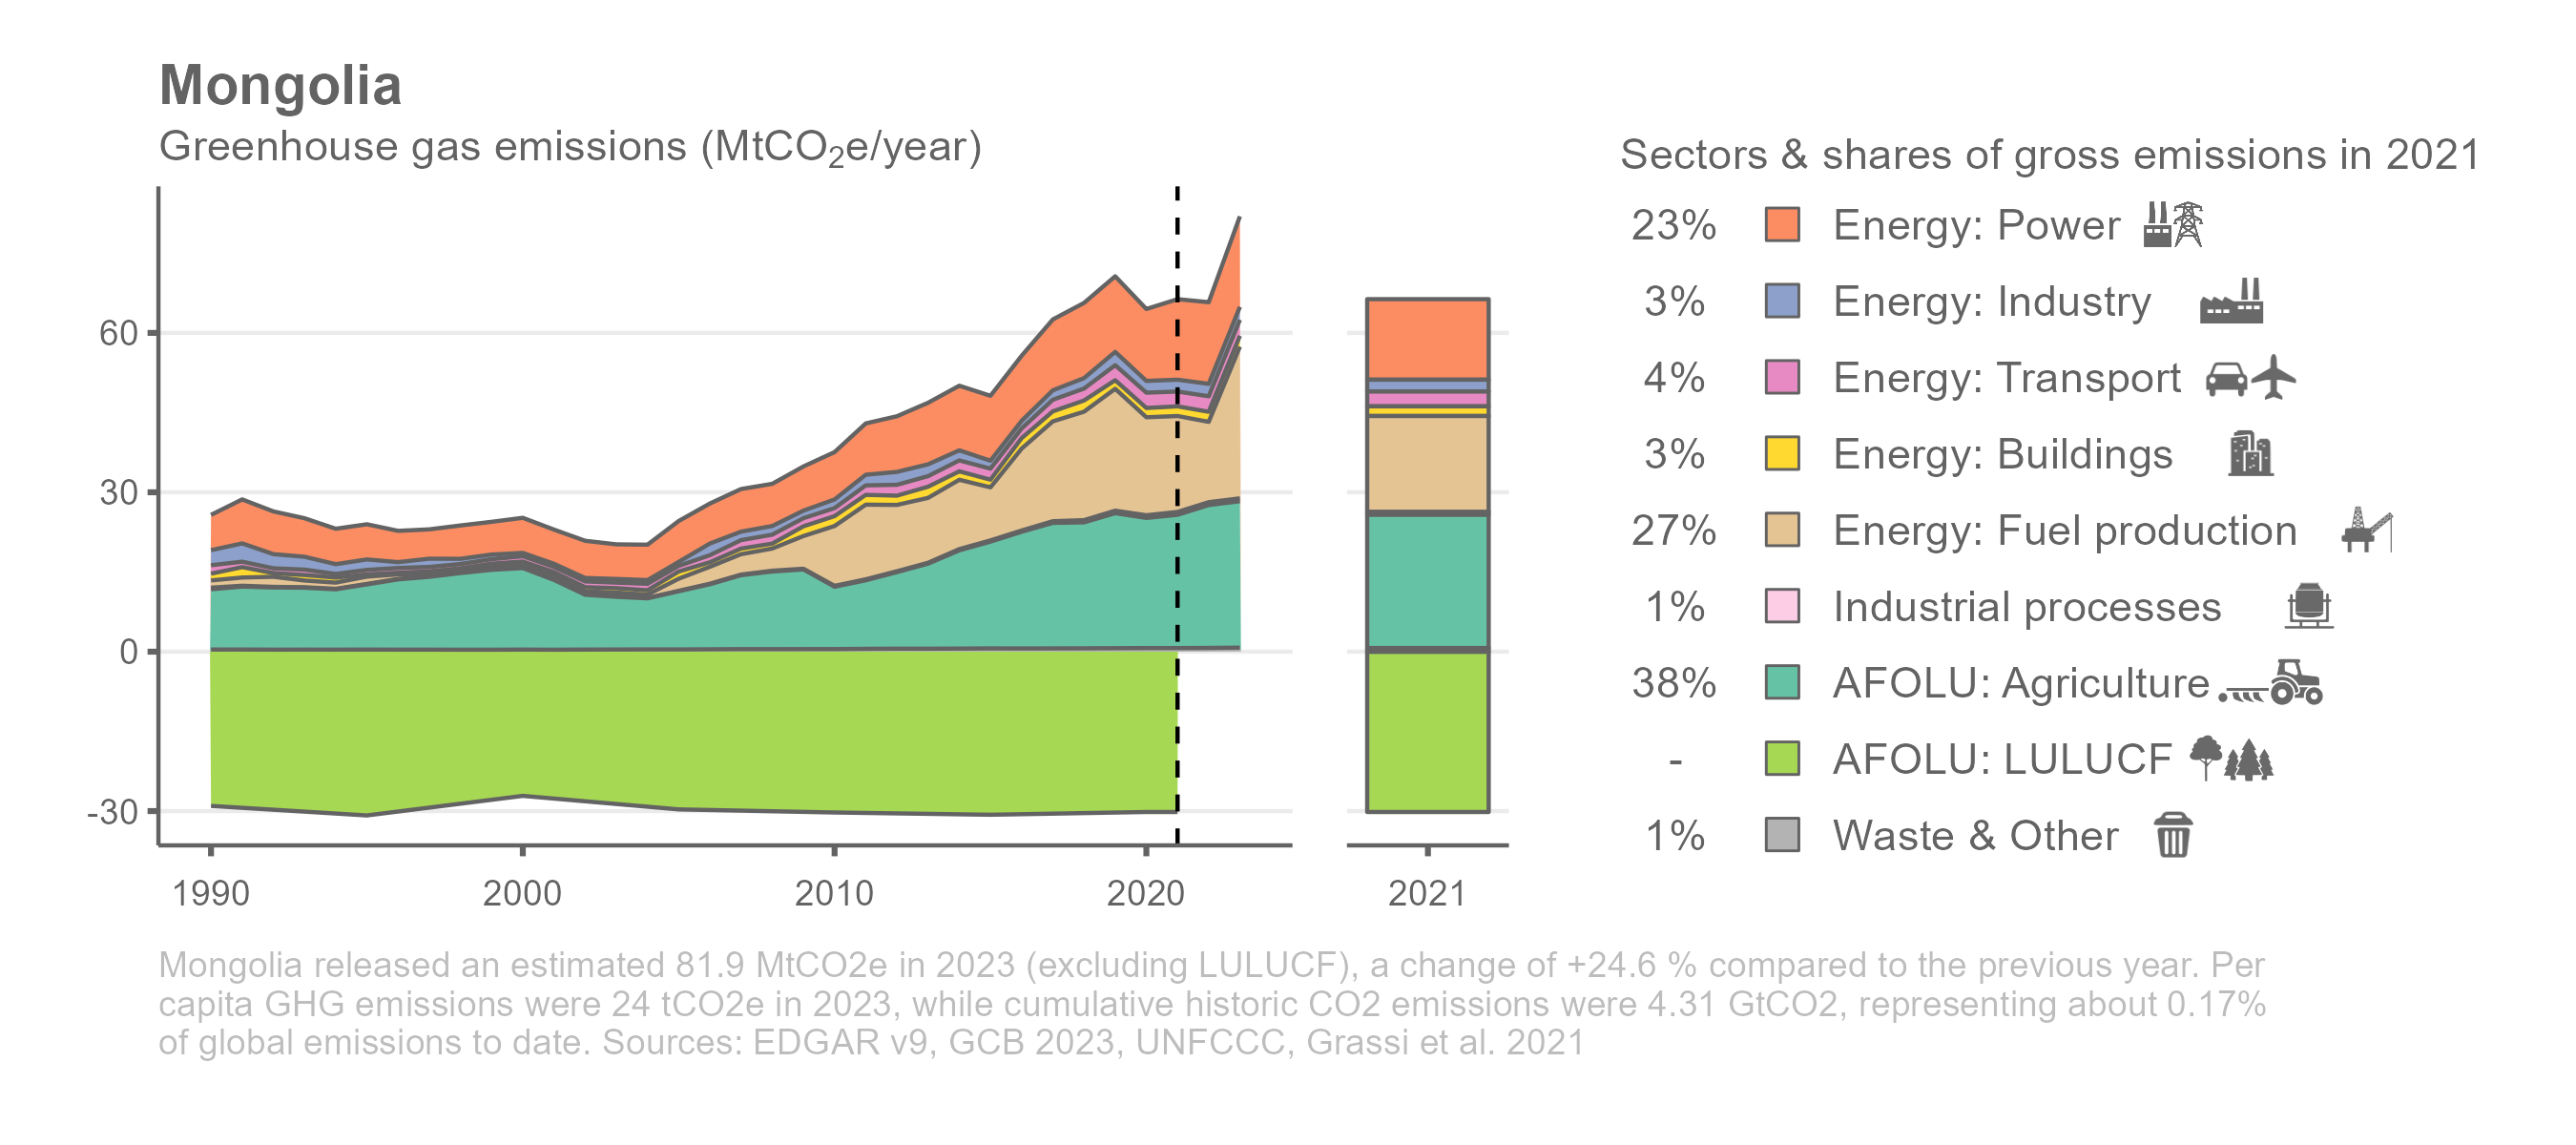 Mongolia
Greenhouse gas emissions (MtCO₂e/year)
Sectors & shares of gross emissions in 2021
60
30
0
-30
1990
2000
2010
2020
2021
23% Energy: Power
3% Energy: Industry
4% Energy: Transport
3% Energy: Buildings
27% Energy: Fuel production
1% Industrial processes
38% AFOLU: Agriculture
- AFOLU: LULUCF
1% Waste & Other
Mongolia released an estimated 81.9 MtCO2e in 2023 (excluding LULUCF), a change of +24.6 % compared to the previous year. Per
capita GHG emissions were 24 tCO2e in 2023, while cumulative historic CO2 emissions were 4.31 GtCO2, representing about 0.17%
of global emissions to date. Sources: EDGAR v9, GCB 2023, UNFCCC, Grassi et al. 2021